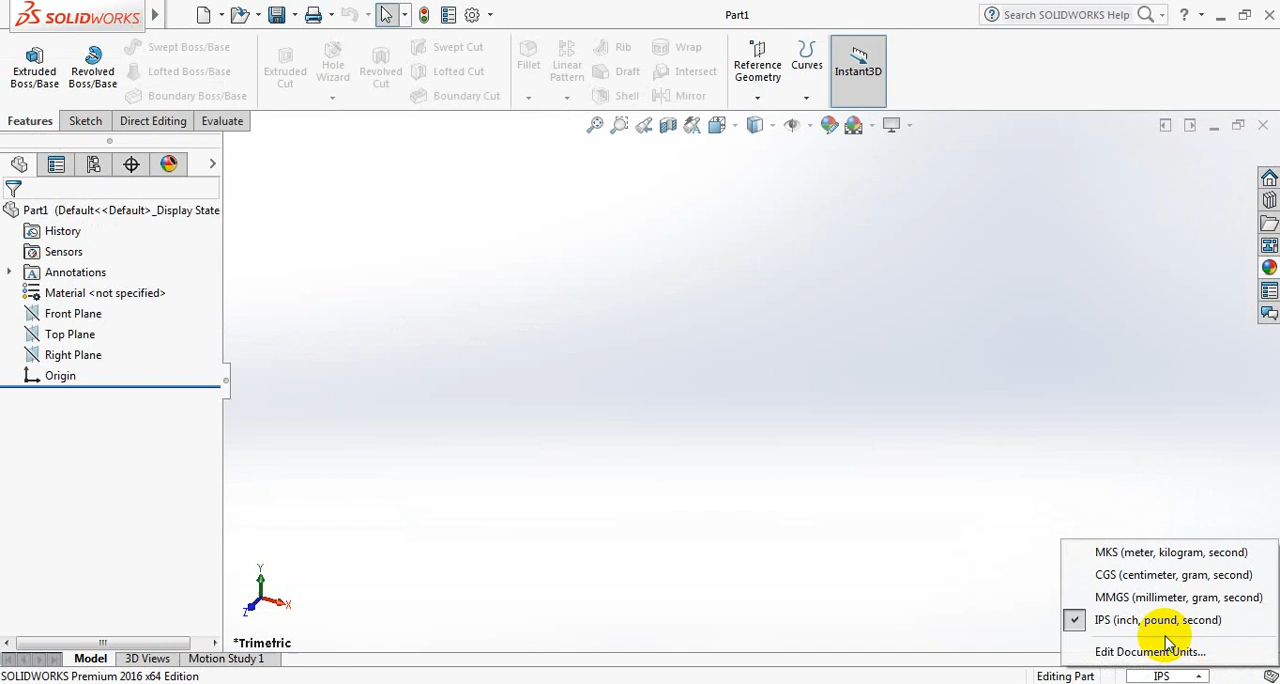 SOLIDWORKS
Part1
Search SOLIDWORKS Help
?
Extruded Boss/Base
Revolved Boss/Base
Swept Boss/Base
Lofted Boss/Base
Boundary Boss/Base
Extruded Cut
Hole Wizard
Revolved Cut
Swept Cut
Lofted Cut
Boundary Cut
Fillet
Linear Pattern
Rib
Draft
Shell
Wrap
Intersect
Mirror
Reference Geometry
Curves
Instant3D
Features
Sketch
Direct Editing
Evaluate
Part1 (Default<<Default>_Display State
History
Sensors
A Annotations
Material <not specified>
Front Plane
Top Plane
Right Plane
Origin
Y
X
Z
*Trimetric
MKS (meter, kilogram, second)
CGS (centimeter, gram, second)
MMGS (millimeter, gram, second)
IPS (inch, pound, second)
Edit Document Units...
Model
3D Views
Motion Study 1
SOLIDWORKS Premium 2016 x64 Edition
Editing Part
IPS